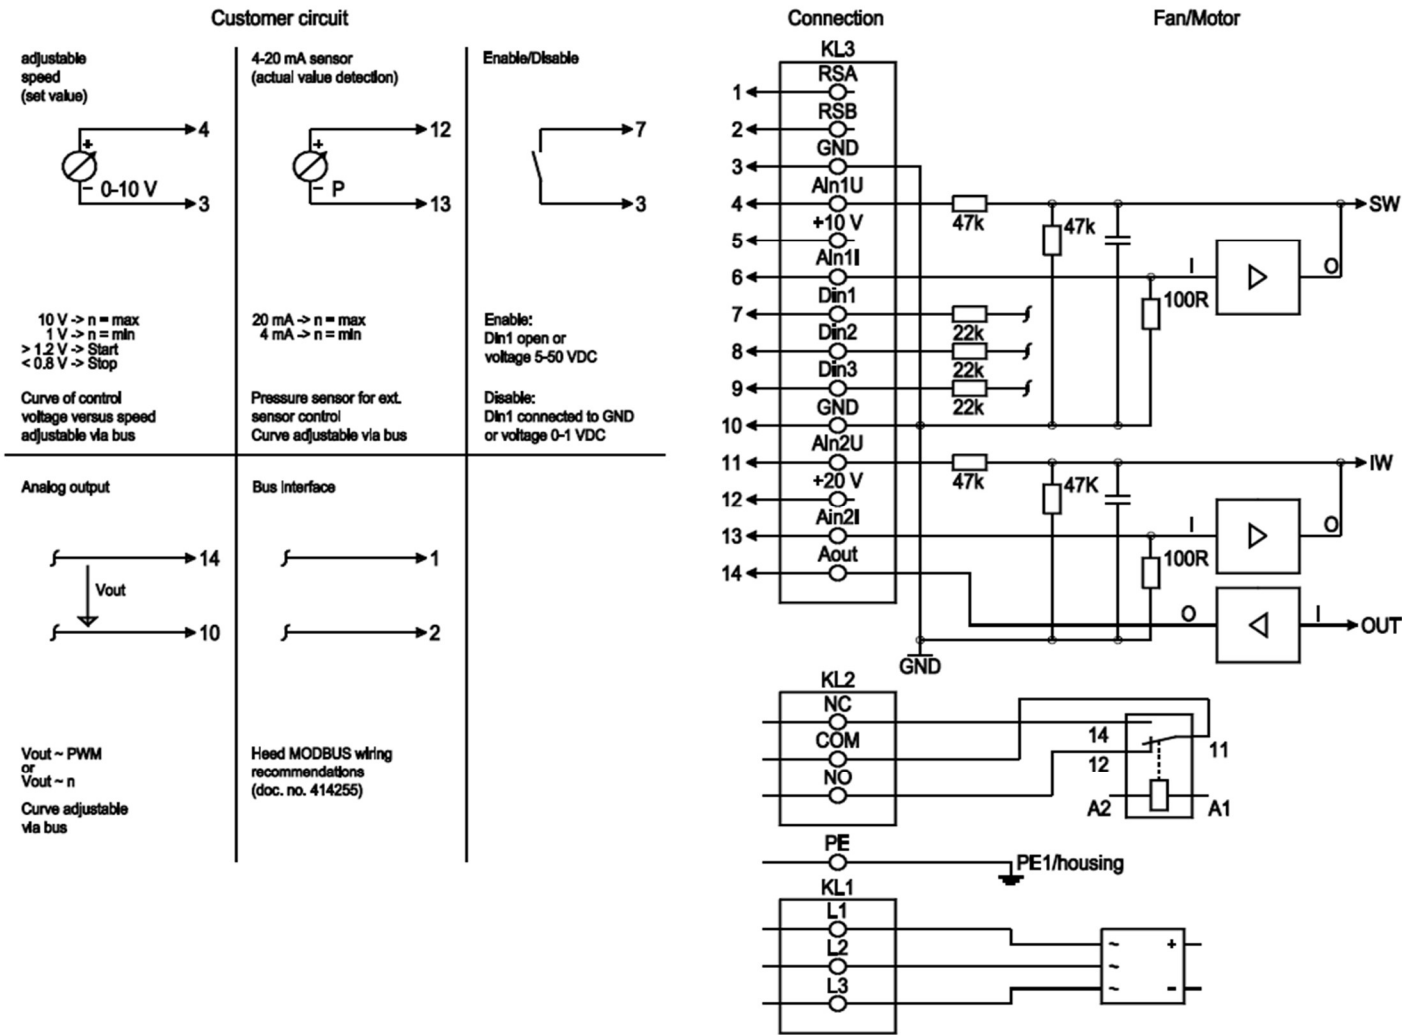 Customer circuit
adjustable
speed
(set value)
+
4
− 0-10 V
3
10 V -> n = max
1 V -> n = min
> 1.2 V -> Start
< 0.8 V -> Stop
Curve of control
voltage versus speed
adjustable via bus
4-20 mA sensor
(actual value detection)
+
12
− P
13
20 mA -> n = max
4 mA -> n = min
Pressure sensor for ext.
sensor control
Curve adjustable via bus
Enable/Disable
7
3
Enable:
Din1 open or
voltage 5-50 VDC
Disable:
Din1 connected to GND
or voltage 0-1 VDC
Analog output
14
Vout
10
Vout ~ PWM
or
Vout ~ n
Curve adjustable
via bus
Bus Interface
1
2
Heed MODBUS wiring
recommendations
(doc. no. 414255)
Connection
Fan/Motor
KL3
RSA
1
RSB
2
GND
3
AIn1U
4
47k
47k
SW
+10 V
5
AIn1I
6
I
O
100R
Din1
7
22k
Din2
8
22k
Din3
9
22k
GND
10
AIn2U
11
47k
47K
IW
+20 V
12
Ain2I
13
I
O
100R
Aout
14
O
I
OUT
GND
KL2
NC
COM
NO
14
12
11
A2
A1
PE
PE1/housing
KL1
L1
L2
L3
~ +
~
~ −